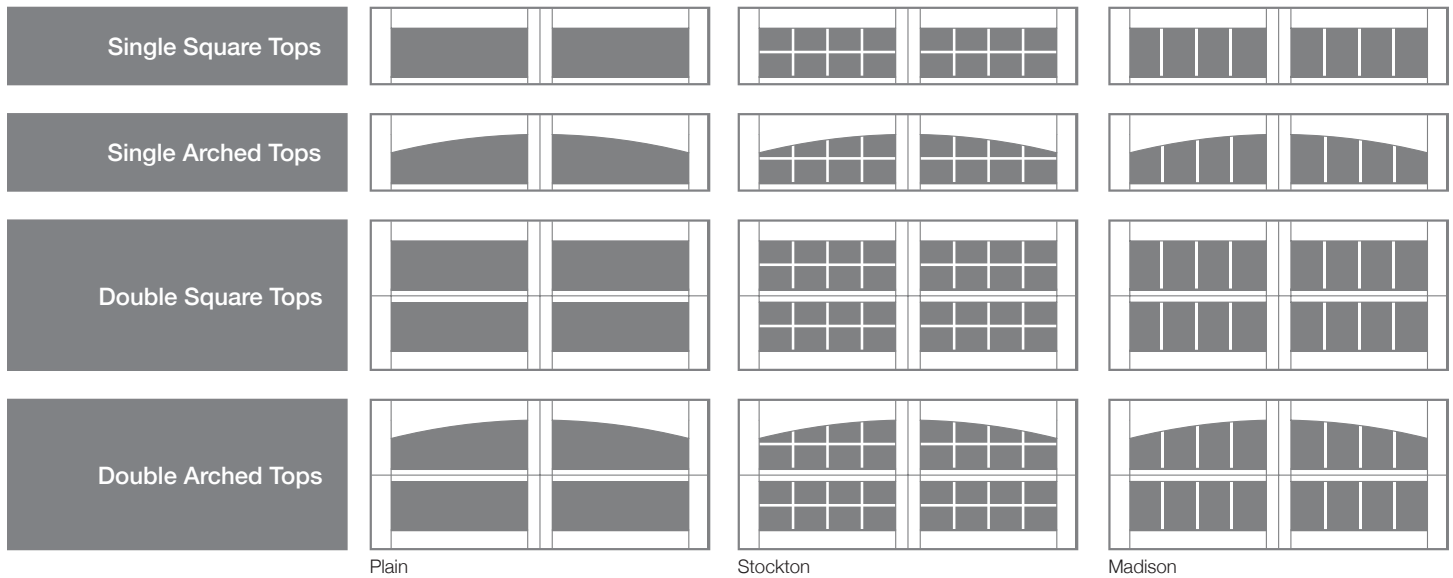 Single Square Tops
Single Arched Tops
Double Square Tops
Double Arched Tops
Plain
Stockton
Madison